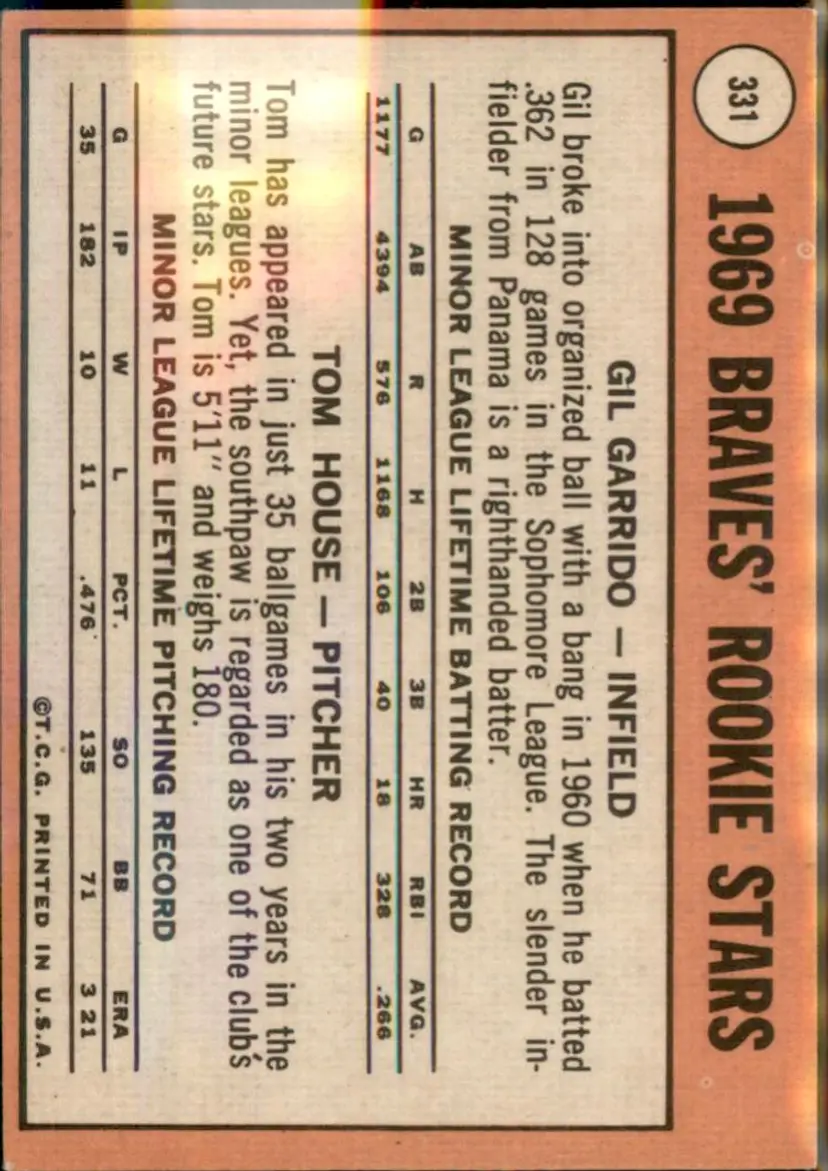 331
1969 BRAVES' ROOKIE STARS
GIL GARRIDO — INFIELD
Gil broke into organized ball with a bang in 1960 when he batted
.362 in 128 games in the Sophomore League. The slender in-
fielder from Panama is a righthanded batter.
MINOR LEAGUE LIFETIME BATTING RECORD
G AB R H 2B 3B HR RBI AVG.
1177 4394 576 1168 106 40 18 328 .266
TOM HOUSE — PITCHER
Tom has appeared in just 35 ballgames in his two years in the
minor leagues. Yet, the southpaw is regarded as one of the club's
future stars. Tom is 5'11" and weighs 180.
MINOR LEAGUE LIFETIME PITCHING RECORD
G IP W L PCT. SO BB ERA
35 182 10 11 .476 135 71 3 21
©T.C.G. PRINTED IN U.S.A.